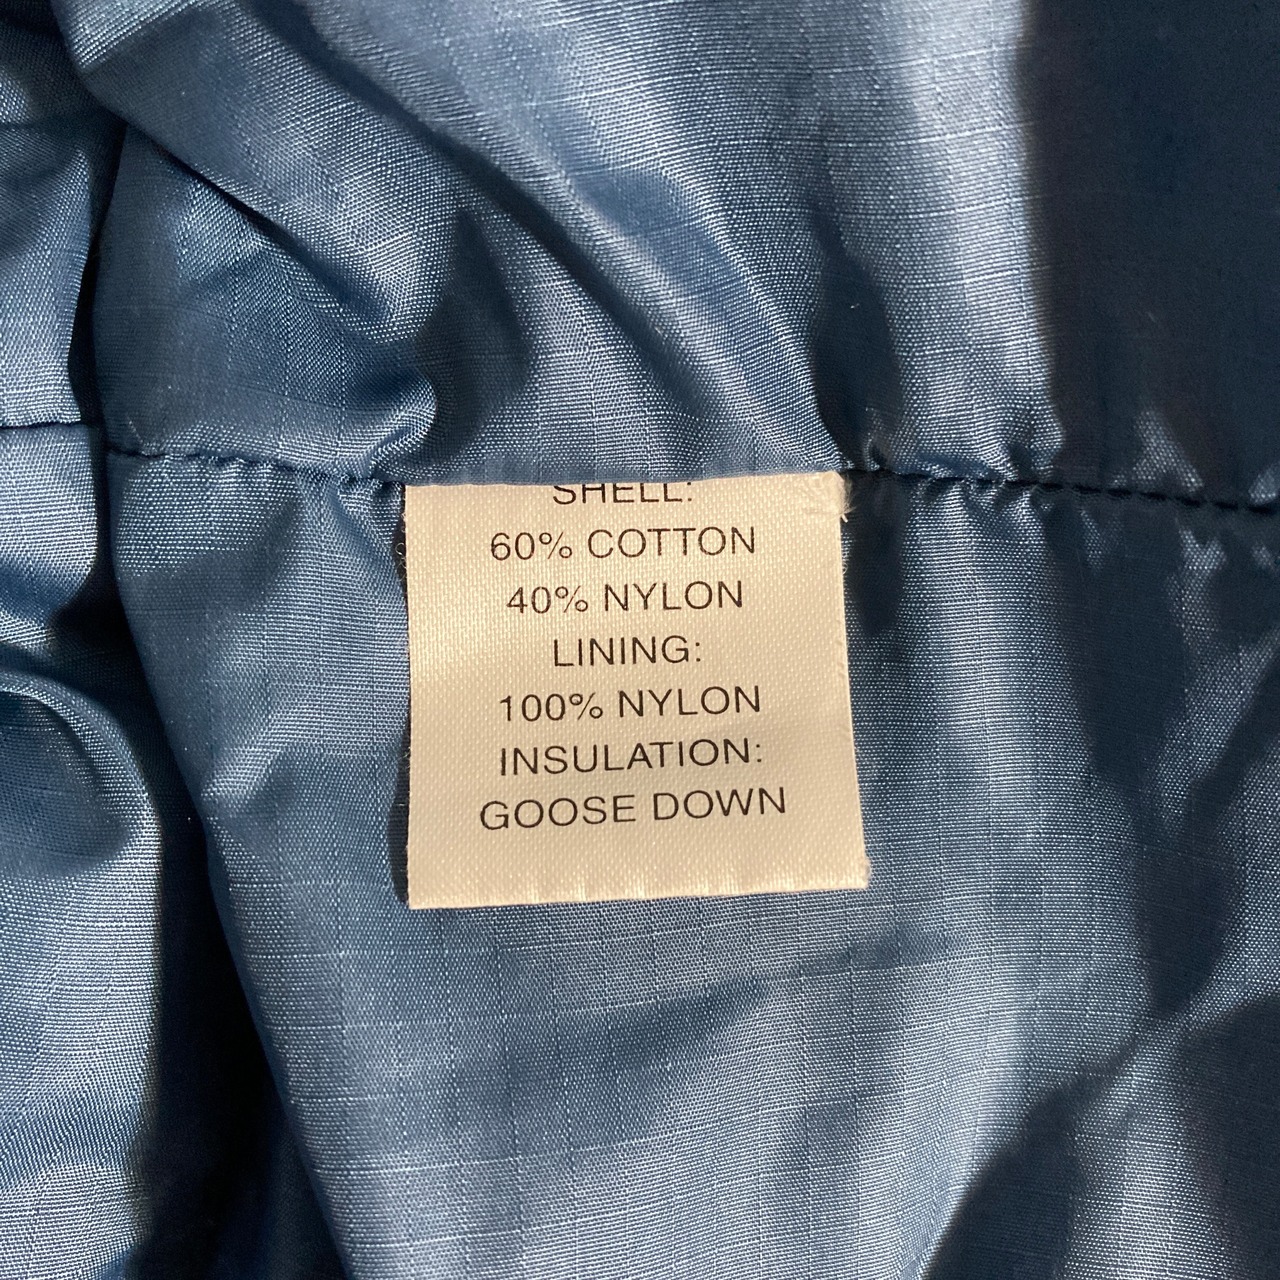 SHELL:
60% COTTON
40% NYLON
LINING:
100% NYLON
INSULATION:
GOOSE DOWN